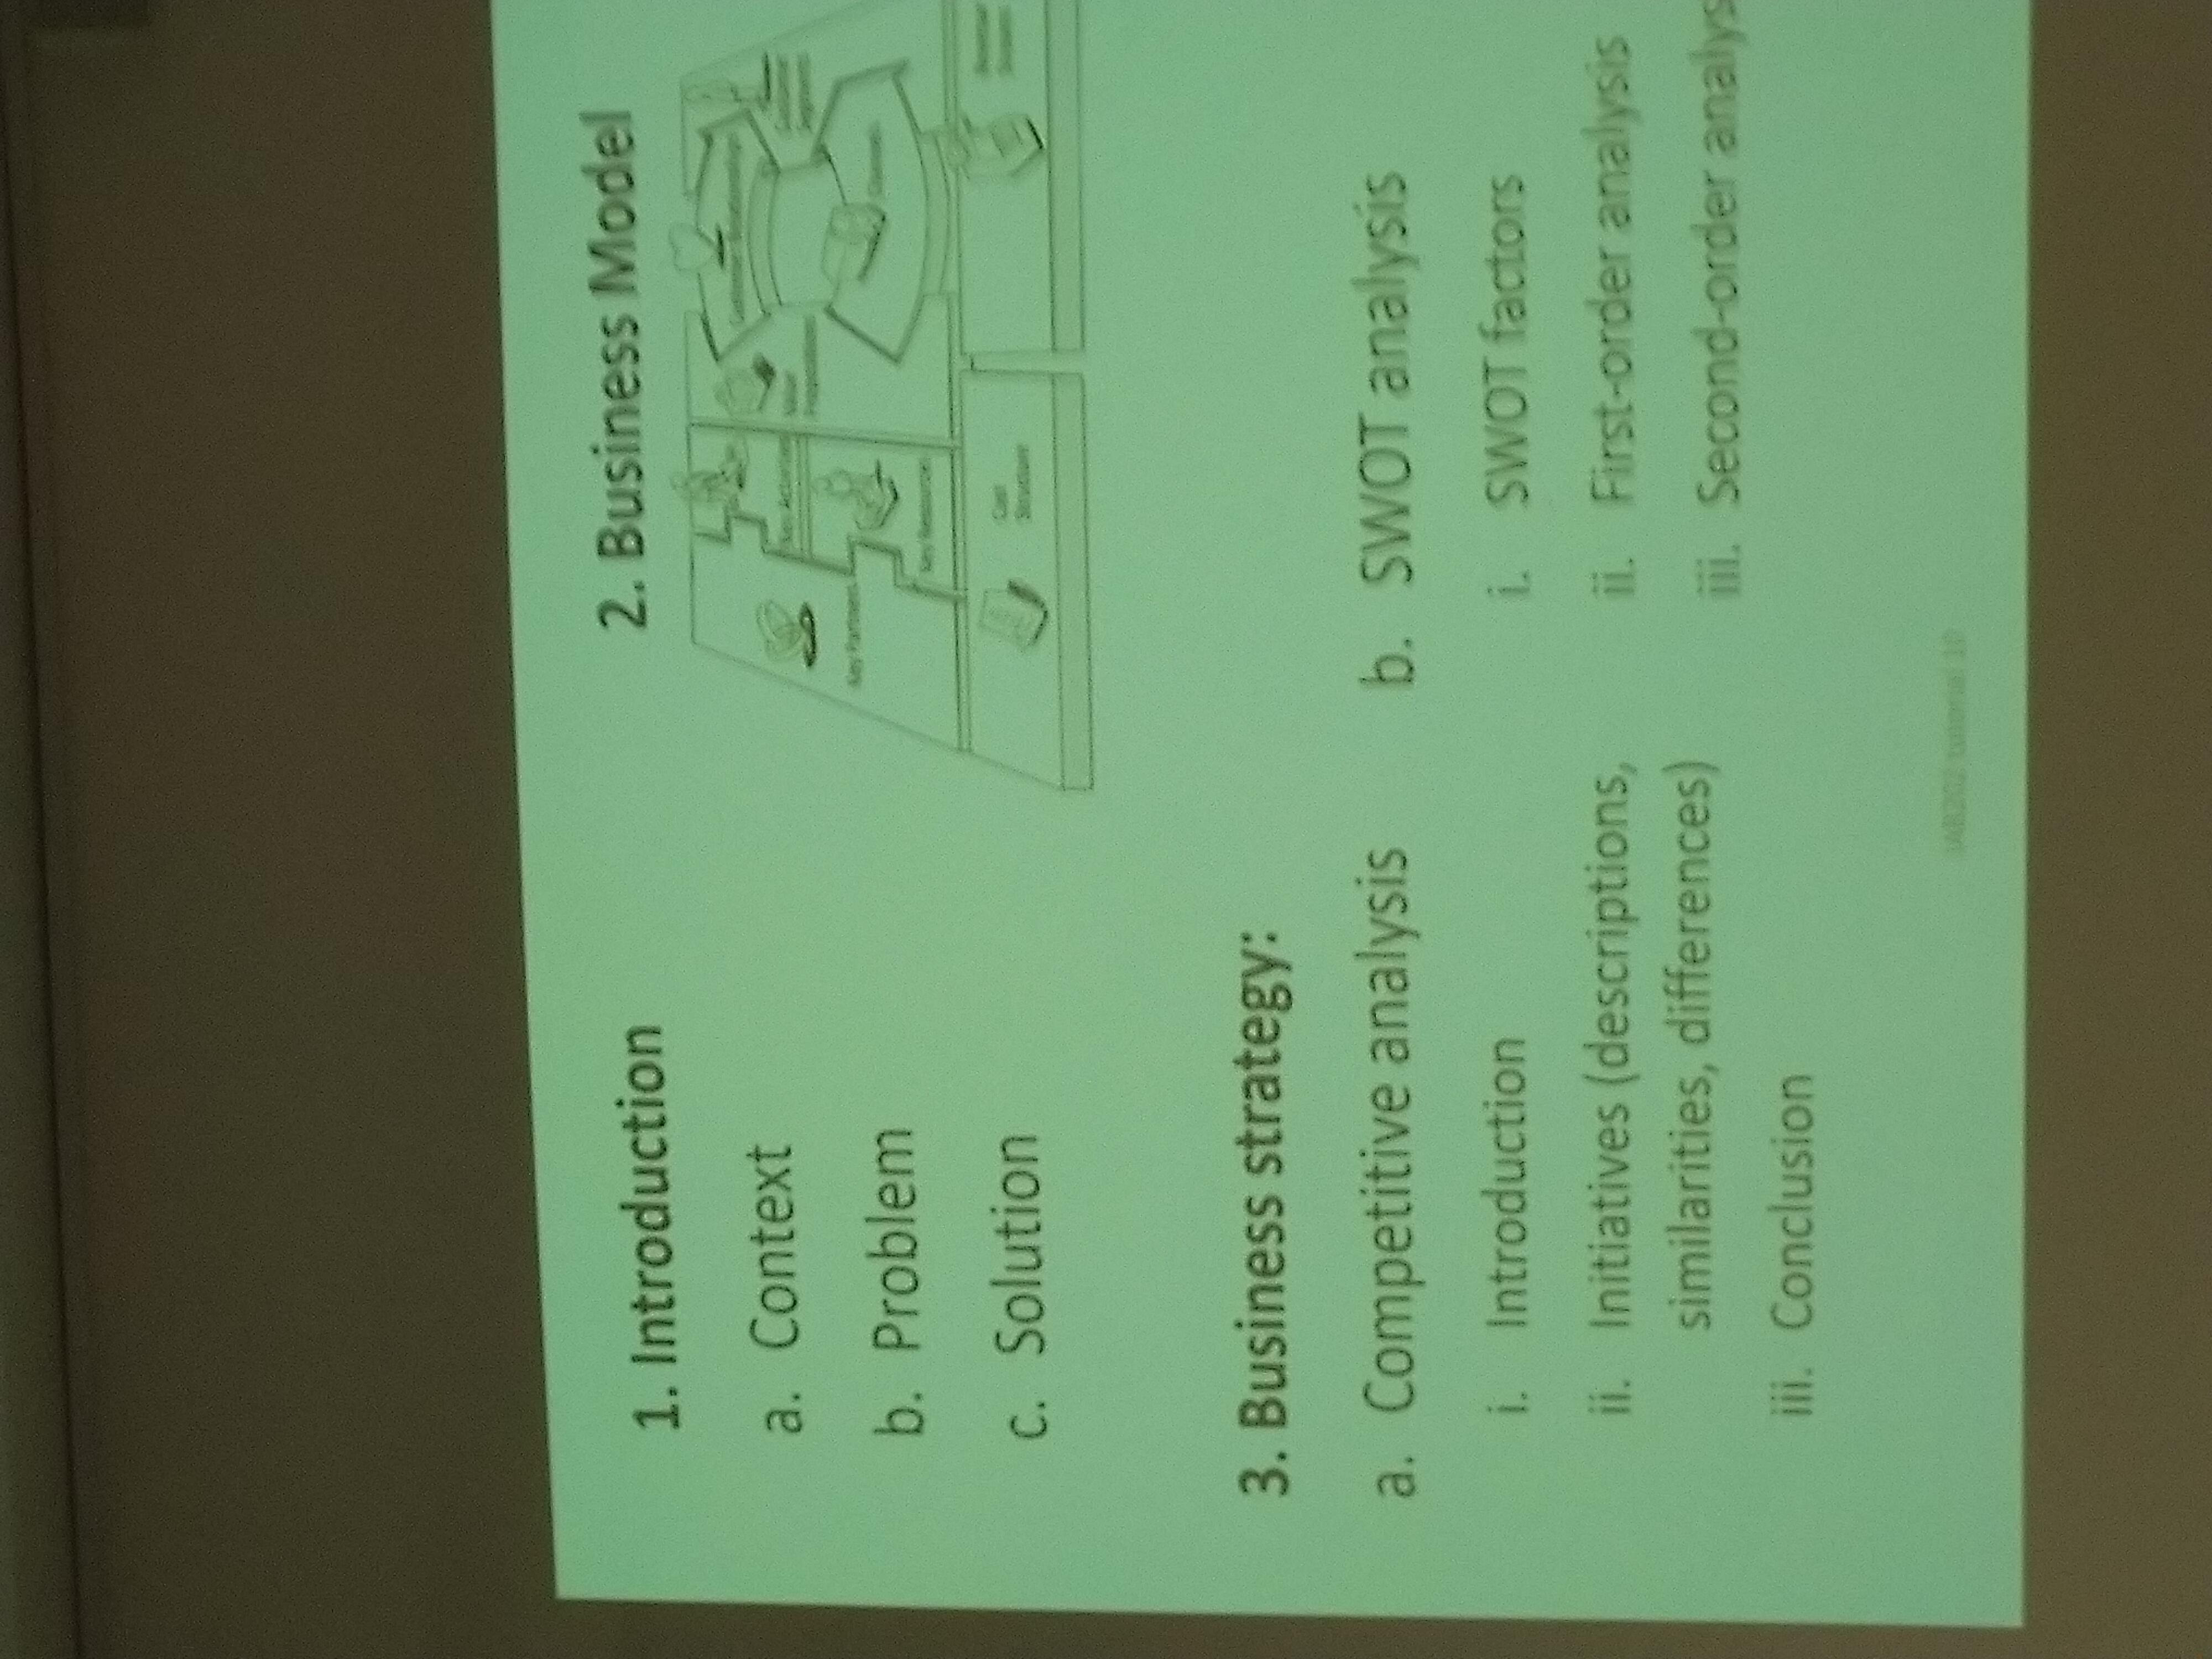 1. Introduction
a. Context
b. Problem
c. Solution
2. Business Model
Customer Relationships
Key Activities
Value
Propositions
Customer
Segments
Key Partners
Channels
Key Resources
Cost
Structure
Revenue
3. Business strategy:
a. Competitive analysis
i. Introduction
ii. Initiatives (descriptions,
similarities, differences)
iii. Conclusion
b. SWOT analysis
i. SWOT factors
ii. First-order analysis
iii. Second-order analys
IAB202 tutorial 10